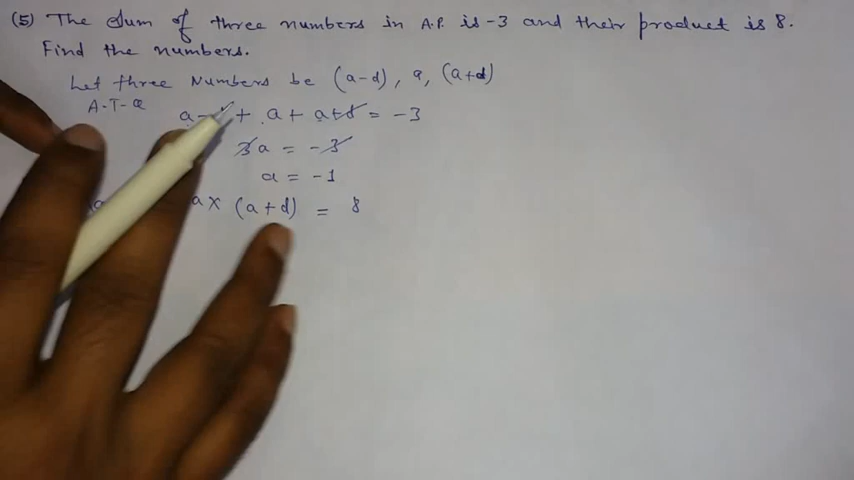 (5) The Sum of three numbers in A.P. is -3 and their product is 8.
Find the numbers.
Let three Numbers be (a-d), a, (a+d)
A-T-Q
a- + a + a+d = -3
3a = -3
a = -1
a x (a+d) = 8